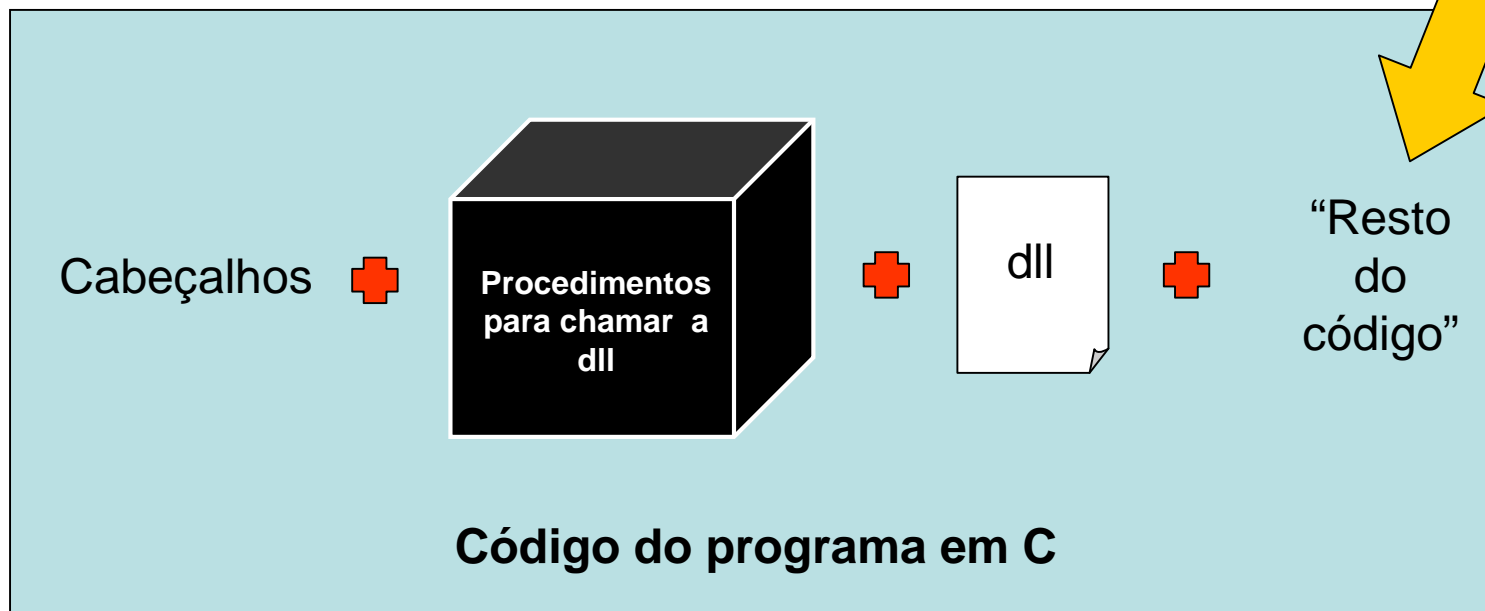 Cabeçalhos
Procedimentos
para chamar a
dll
dll
“Resto
do
código”
Código do programa em C